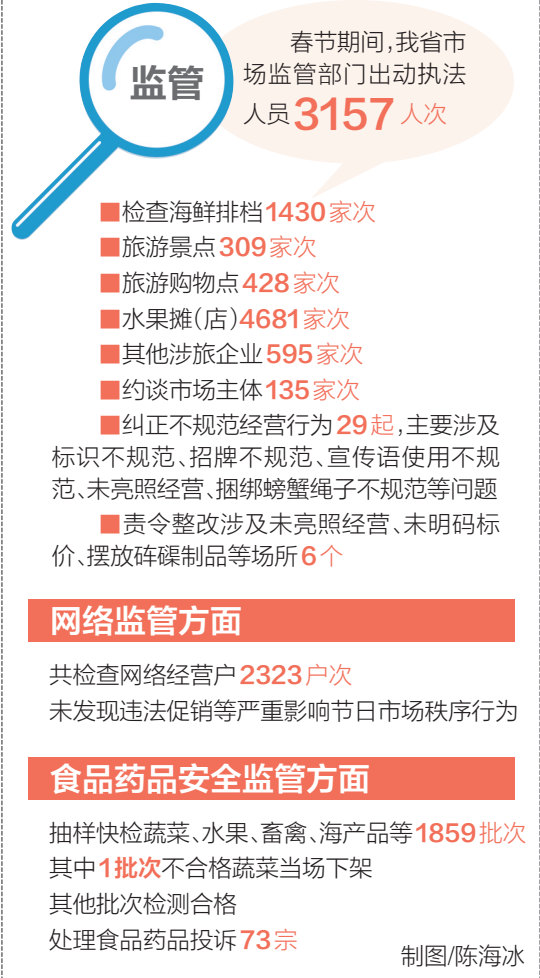 监管
春节期间,我省市
场监管部门出动执法
人员3157人次
■检查海鲜排档1430家次
■旅游景点309家次
■旅游购物点428家次
■水果摊(店)4681家次
■其他涉旅企业595家次
■约谈市场主体135家次
■纠正不规范经营行为29起,主要涉及
标识不规范、招牌不规范、宣传语使用不规
范、未亮照经营、捆绑螃蟹绳子不规范等问题
■责令整改涉及未亮照经营、未明码标
价、摆放砗磲制品等场所6个
网络监管方面
共检查网络经营户2323户次
未发现违法促销等严重影响节日市场秩序行为
食品药品安全监管方面
抽样快检蔬菜、水果、畜禽、海产品等1859批次
其中1批次不合格蔬菜当场下架
其他批次检测合格
处理食品药品投诉73宗
制图/陈海冰